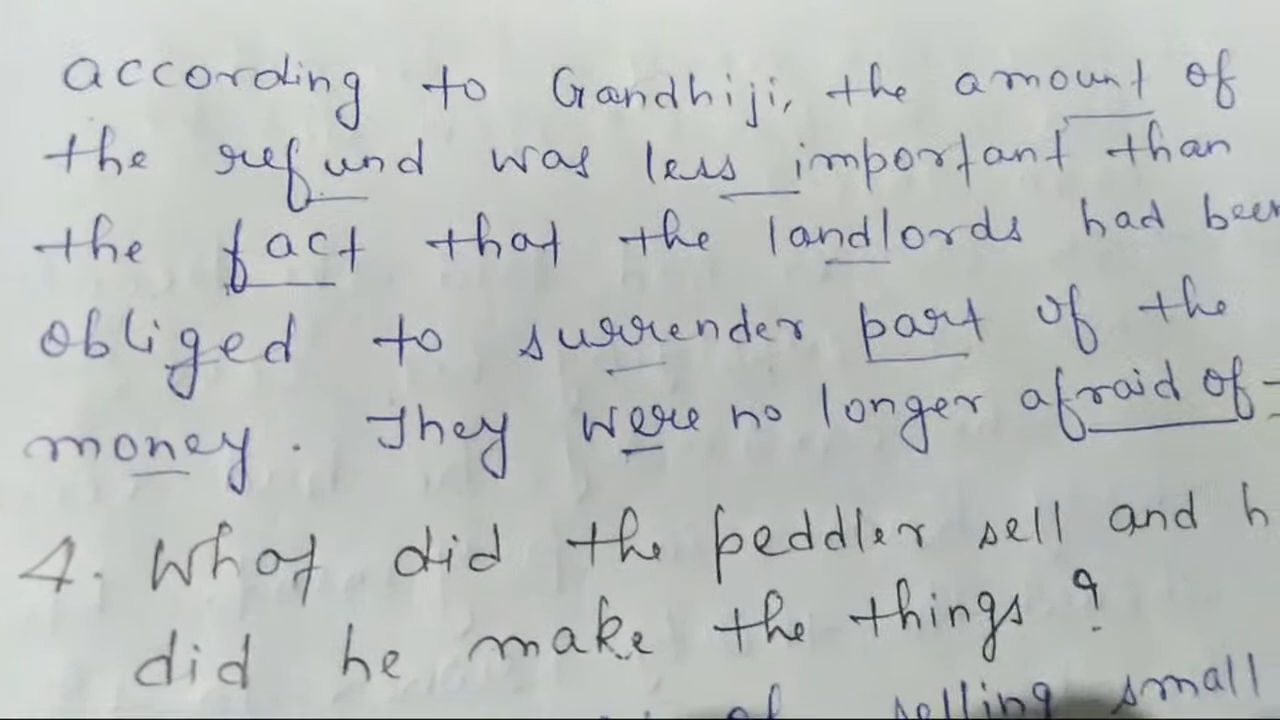 according to Gandhiji, the amount of
the refund was less important than
the fact that the landlords had been
obliged to surrender part of the
money. They were no longer afraid of
4. What did the peddler sell and h
did he make the things ?
of selling small